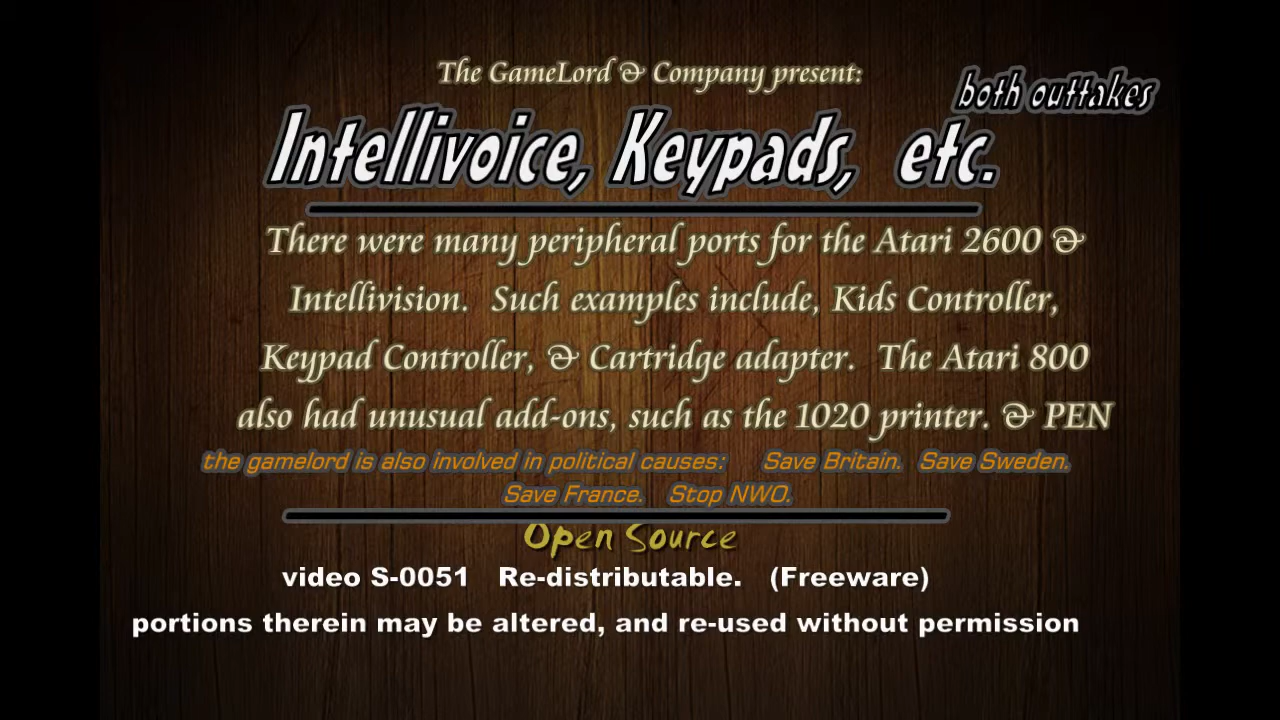 The GameLord & Company present:
both outtakes
Intellivoice, Keypads, etc.
There were many peripheral ports for the Atari 2600 &
Intellivision. Such examples include, Kids Controller,
Keypad Controller, & Cartridge adapter. The Atari 800
also had unusual add-ons, such as the 1020 printer. & PEN
the gamelord is also involved in political causes: Save Britain. Save Sweden.
Save France. Stop NWO.
Open Source
video S-0051 Re-distributable. (Freeware)
portions therein may be altered, and re-used without permission